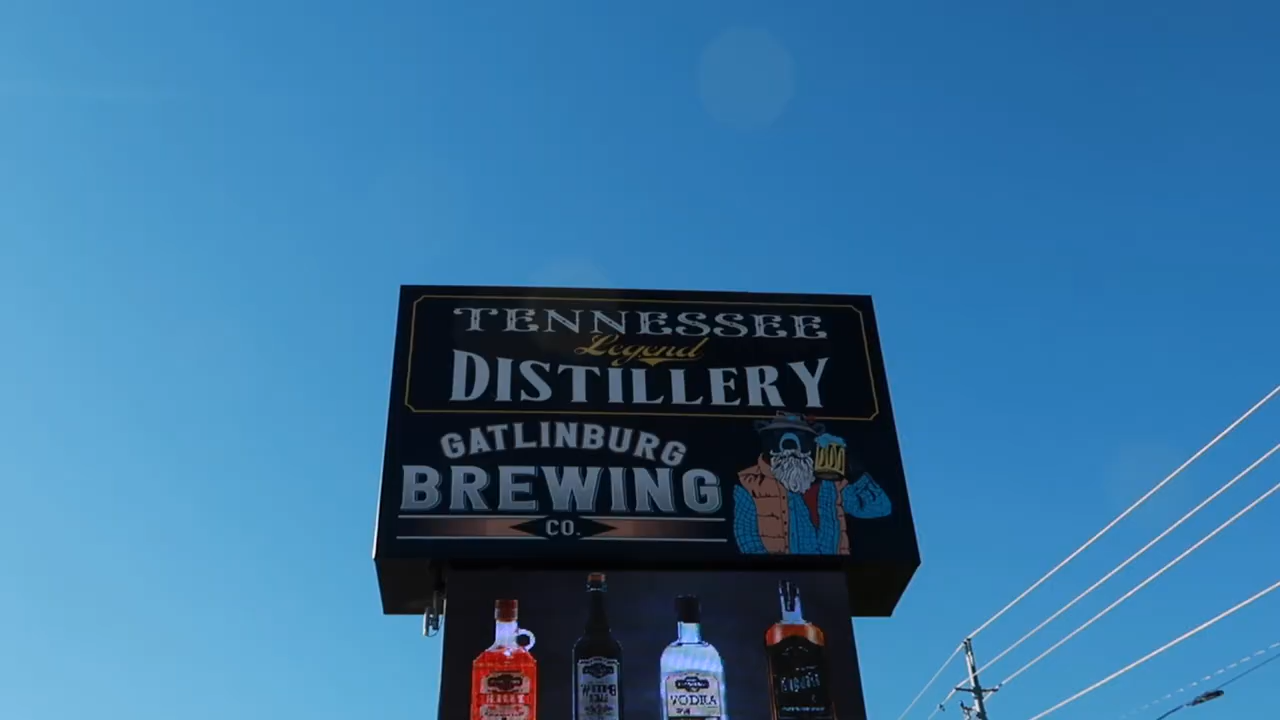 TENNESSEE
Legend
DISTILLERY
GATLINBURG
BREWING
CO.
VODKA